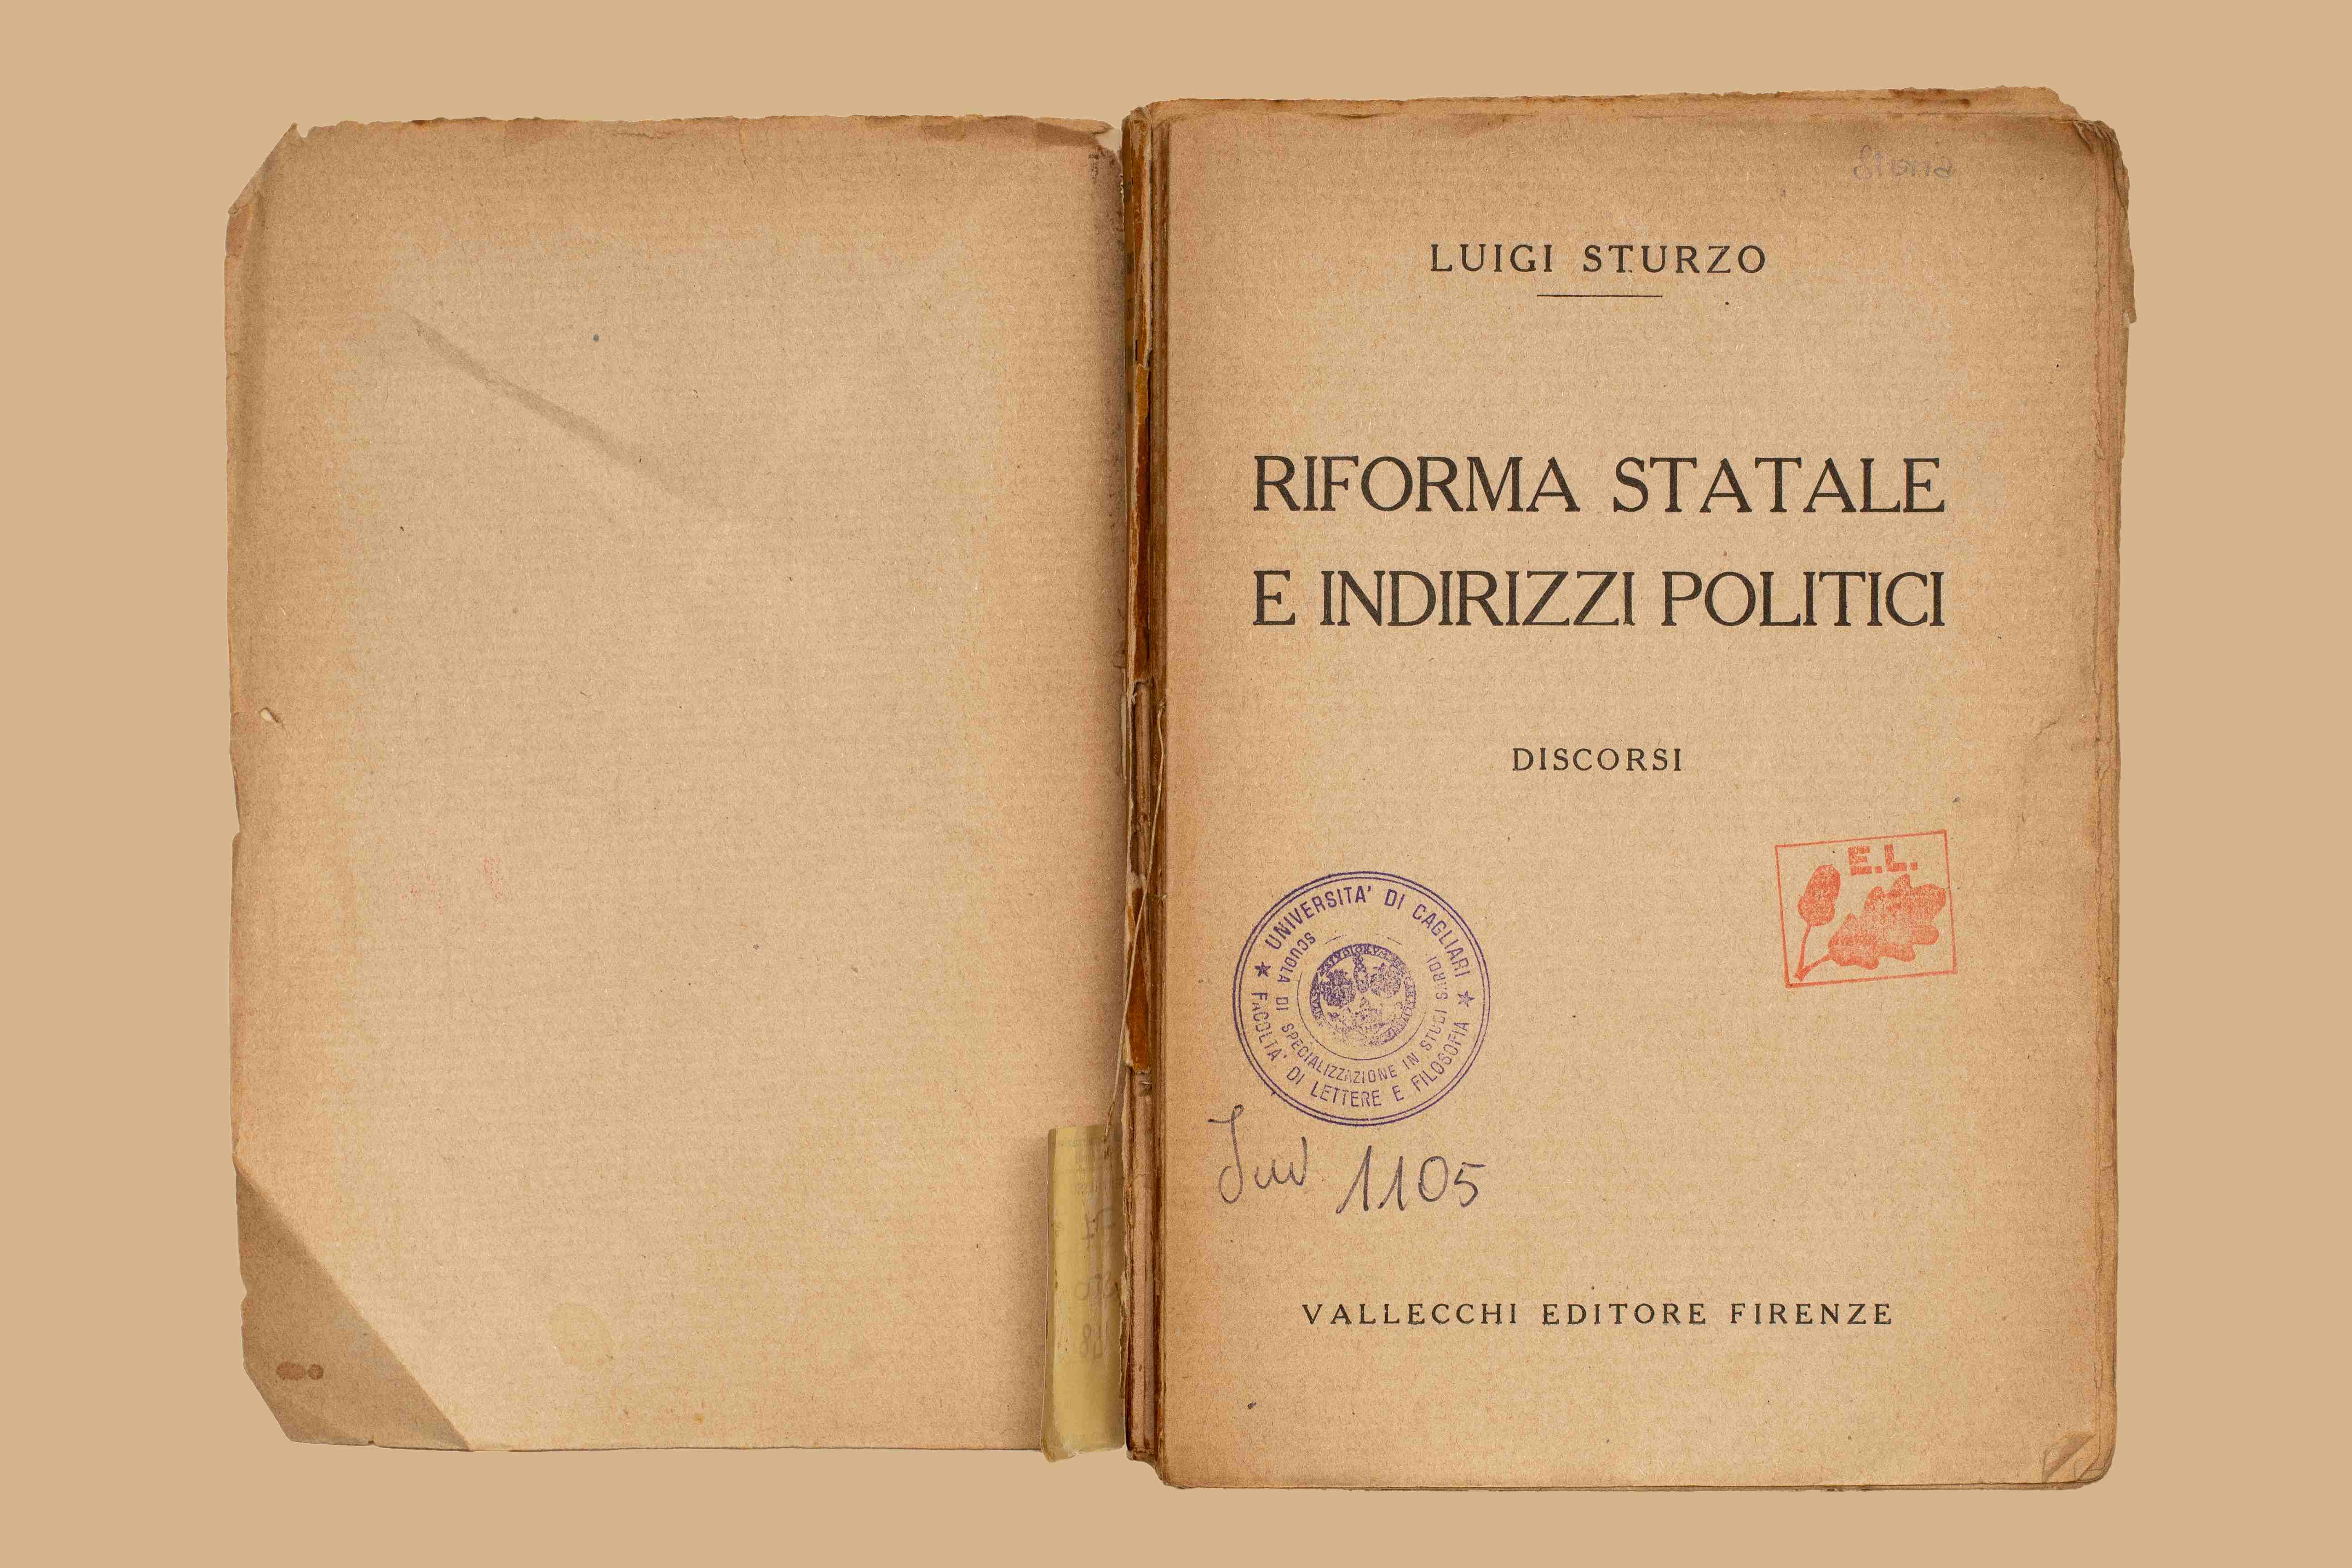 LUIGI STURZO
RIFORMA STATALE
E INDIRIZZI POLITICI
DISCORSI
E.L.
★ UNIVERSITA' DI CAGLIARI ★
FACOLTA' DI LETTERE E FILOSOFIA
SCUOLA DI SPECIALIZZAZIONE IN STUDI SARDI
Inv 1105
VALLECCHI EDITORE FIRENZE